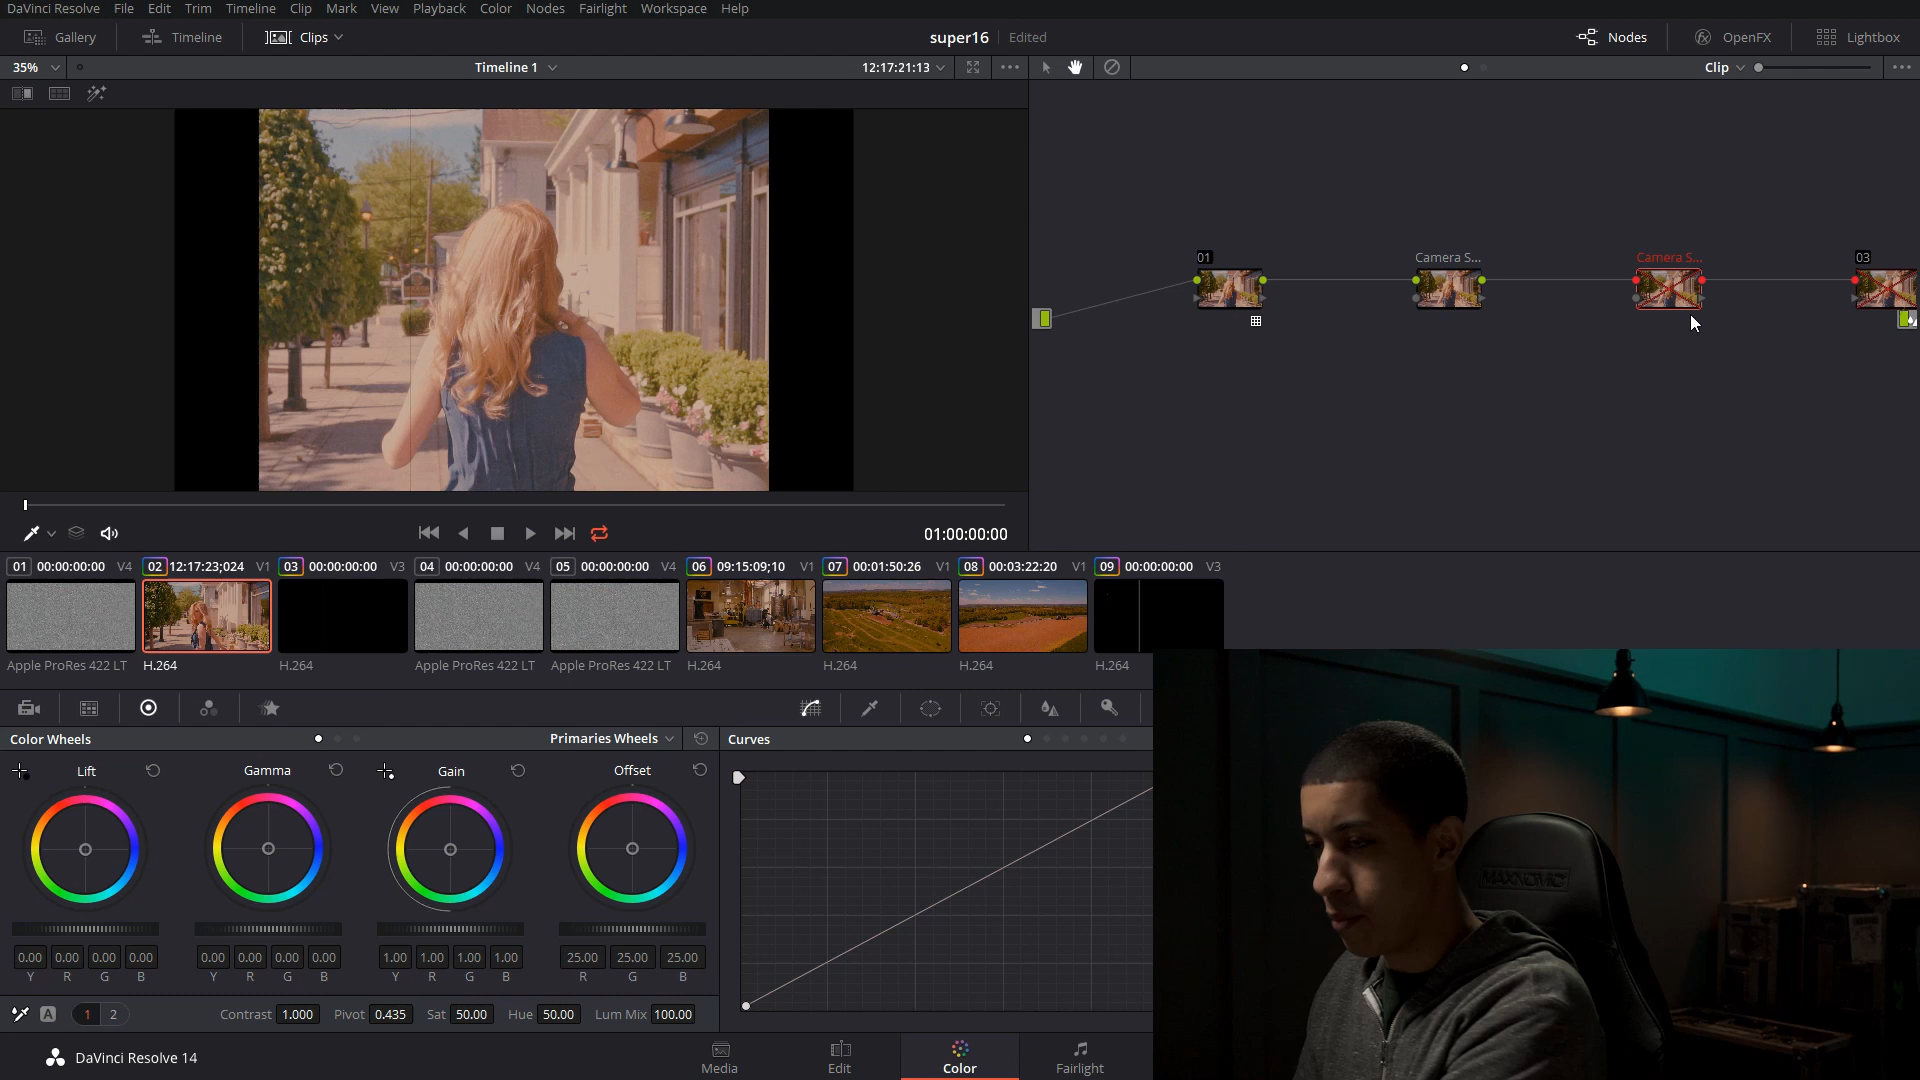 DaVinci Resolve File Edit Trim Timeline Clip Mark View Playback Color Nodes Fairlight Workspace Help
Gallery Timeline Clips super16 Edited Nodes OpenFX Lightbox
35% Timeline 1 12:17:21:13 Clip
01 Camera S... Camera S... 03
01:00:00:00
01 00:00:00:00 V4 02 12:17:23;024 V1 03 00:00:00:00 V3 04 00:00:00:00 V4 05 00:00:00:00 V4 06 09:15:09;10 V1 07 00:01:50:26 V1 08 00:03:22:20 V1 09 00:00:00:00 V3
Apple ProRes 422 LT H.264 H.264 Apple ProRes 422 LT Apple ProRes 422 LT H.264 H.264 H.264 H.264
Color Wheels Primaries Wheels Curves
Lift Gamma Gain Offset
0.00 0.00 0.00 0.00 0.00 0.00 0.00 0.00 1.00 1.00 1.00 1.00 25.00 25.00 25.00
Y R G B Y R G B Y R G B R G B
A 1 2 Contrast 1.000 Pivot 0.435 Sat 50.00 Hue 50.00 Lum Mix 100.00
DaVinci Resolve 14 Media Edit Color Fairlight
MAXNOMIC